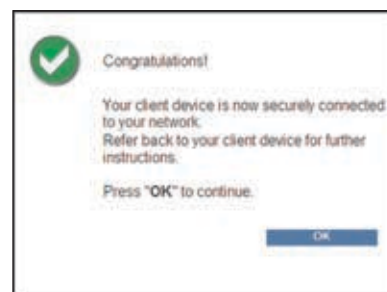 Congratulations!
Your client device is now securely connected
to your network.
Refer back to your client device for further
instructions.
Press "OK" to continue.
OK